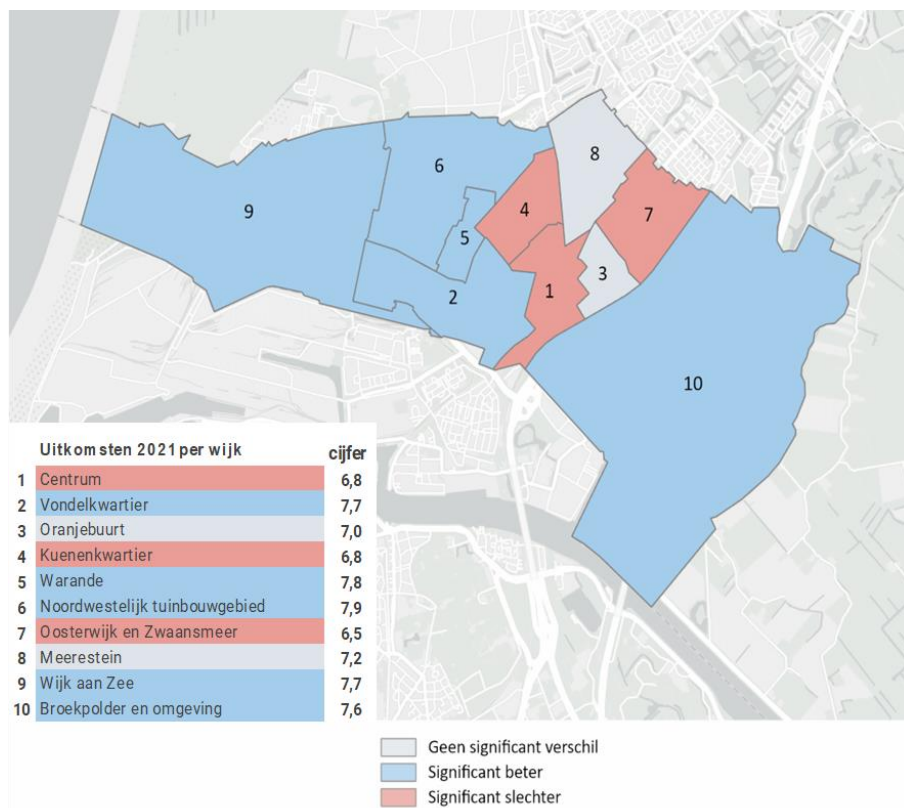 8
6
4
7
9
5
3
2
1
10
Uitkomsten 2021 per wijk cijfer
1 Centrum 6,8
2 Vondelkwartier 7,7
3 Oranjebuurt 7,0
4 Kuenenkwartier 6,8
5 Warande 7,8
6 Noordwestelijk tuinbouwgebied 7,9
7 Oosterwijk en Zwaansmeer 6,5
8 Meerestein 7,2
9 Wijk aan Zee 7,7
10 Broekpolder en omgeving 7,6
Geen significant verschil
Significant beter
Significant slechter